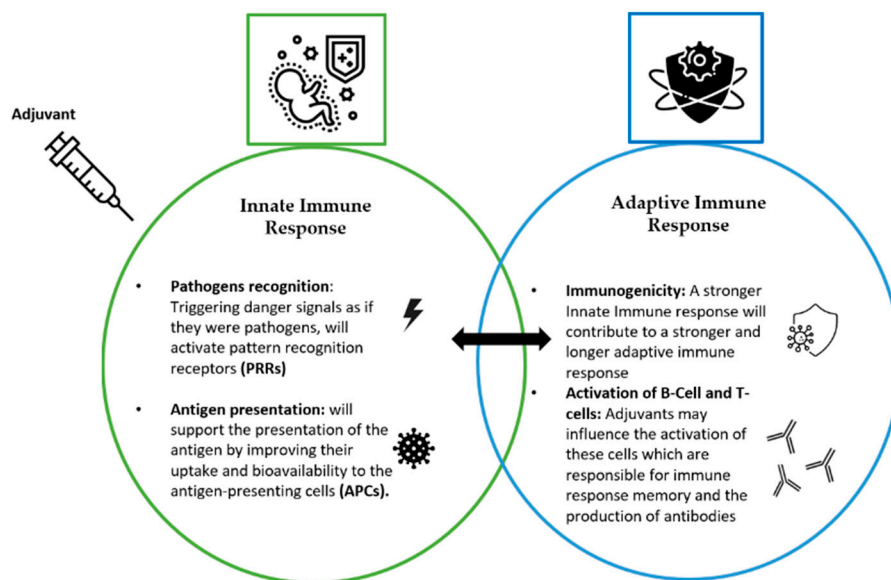 Adjuvant
Innate Immune
Response
• Pathogens recognition:
Triggering danger signals as if
they were pathogens, will
activate pattern recognition
receptors (PRRs)
• Antigen presentation: will
support the presentation of the
antigen by improving their
uptake and bioavailability to the
antigen-presenting cells (APCs).
Adaptive Immune
Response
• Immunogenicity: A stronger
Innate Immune response will
contribute to a stronger and
longer adaptive immune
response
• Activation of B-Cell and T-
cells: Adjuvants may
influence the activation of
these cells which are
responsible for immune
response memory and the
production of antibodies